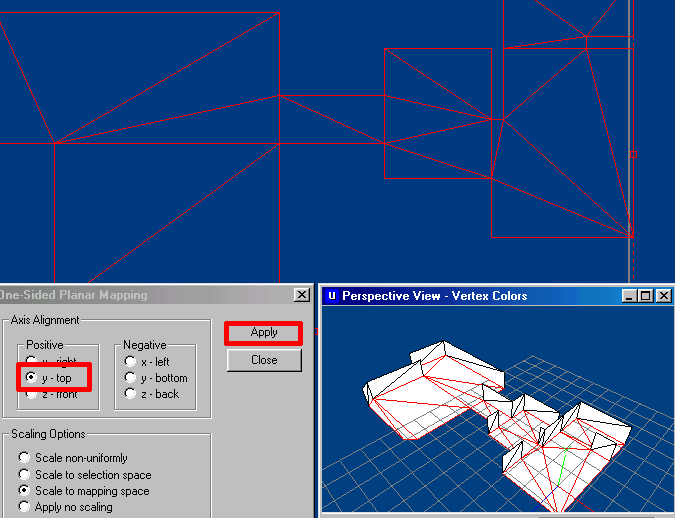 One-Sided Planar Mapping
Axis Alignment
Positive
x - right
y - top
z - front
Negative
x - left
y - bottom
z - back
Apply
Close
Scaling Options
Scale non-uniformly
Scale to selection space
Scale to mapping space
Apply no scaling
U Perspective View - Vertex Colors